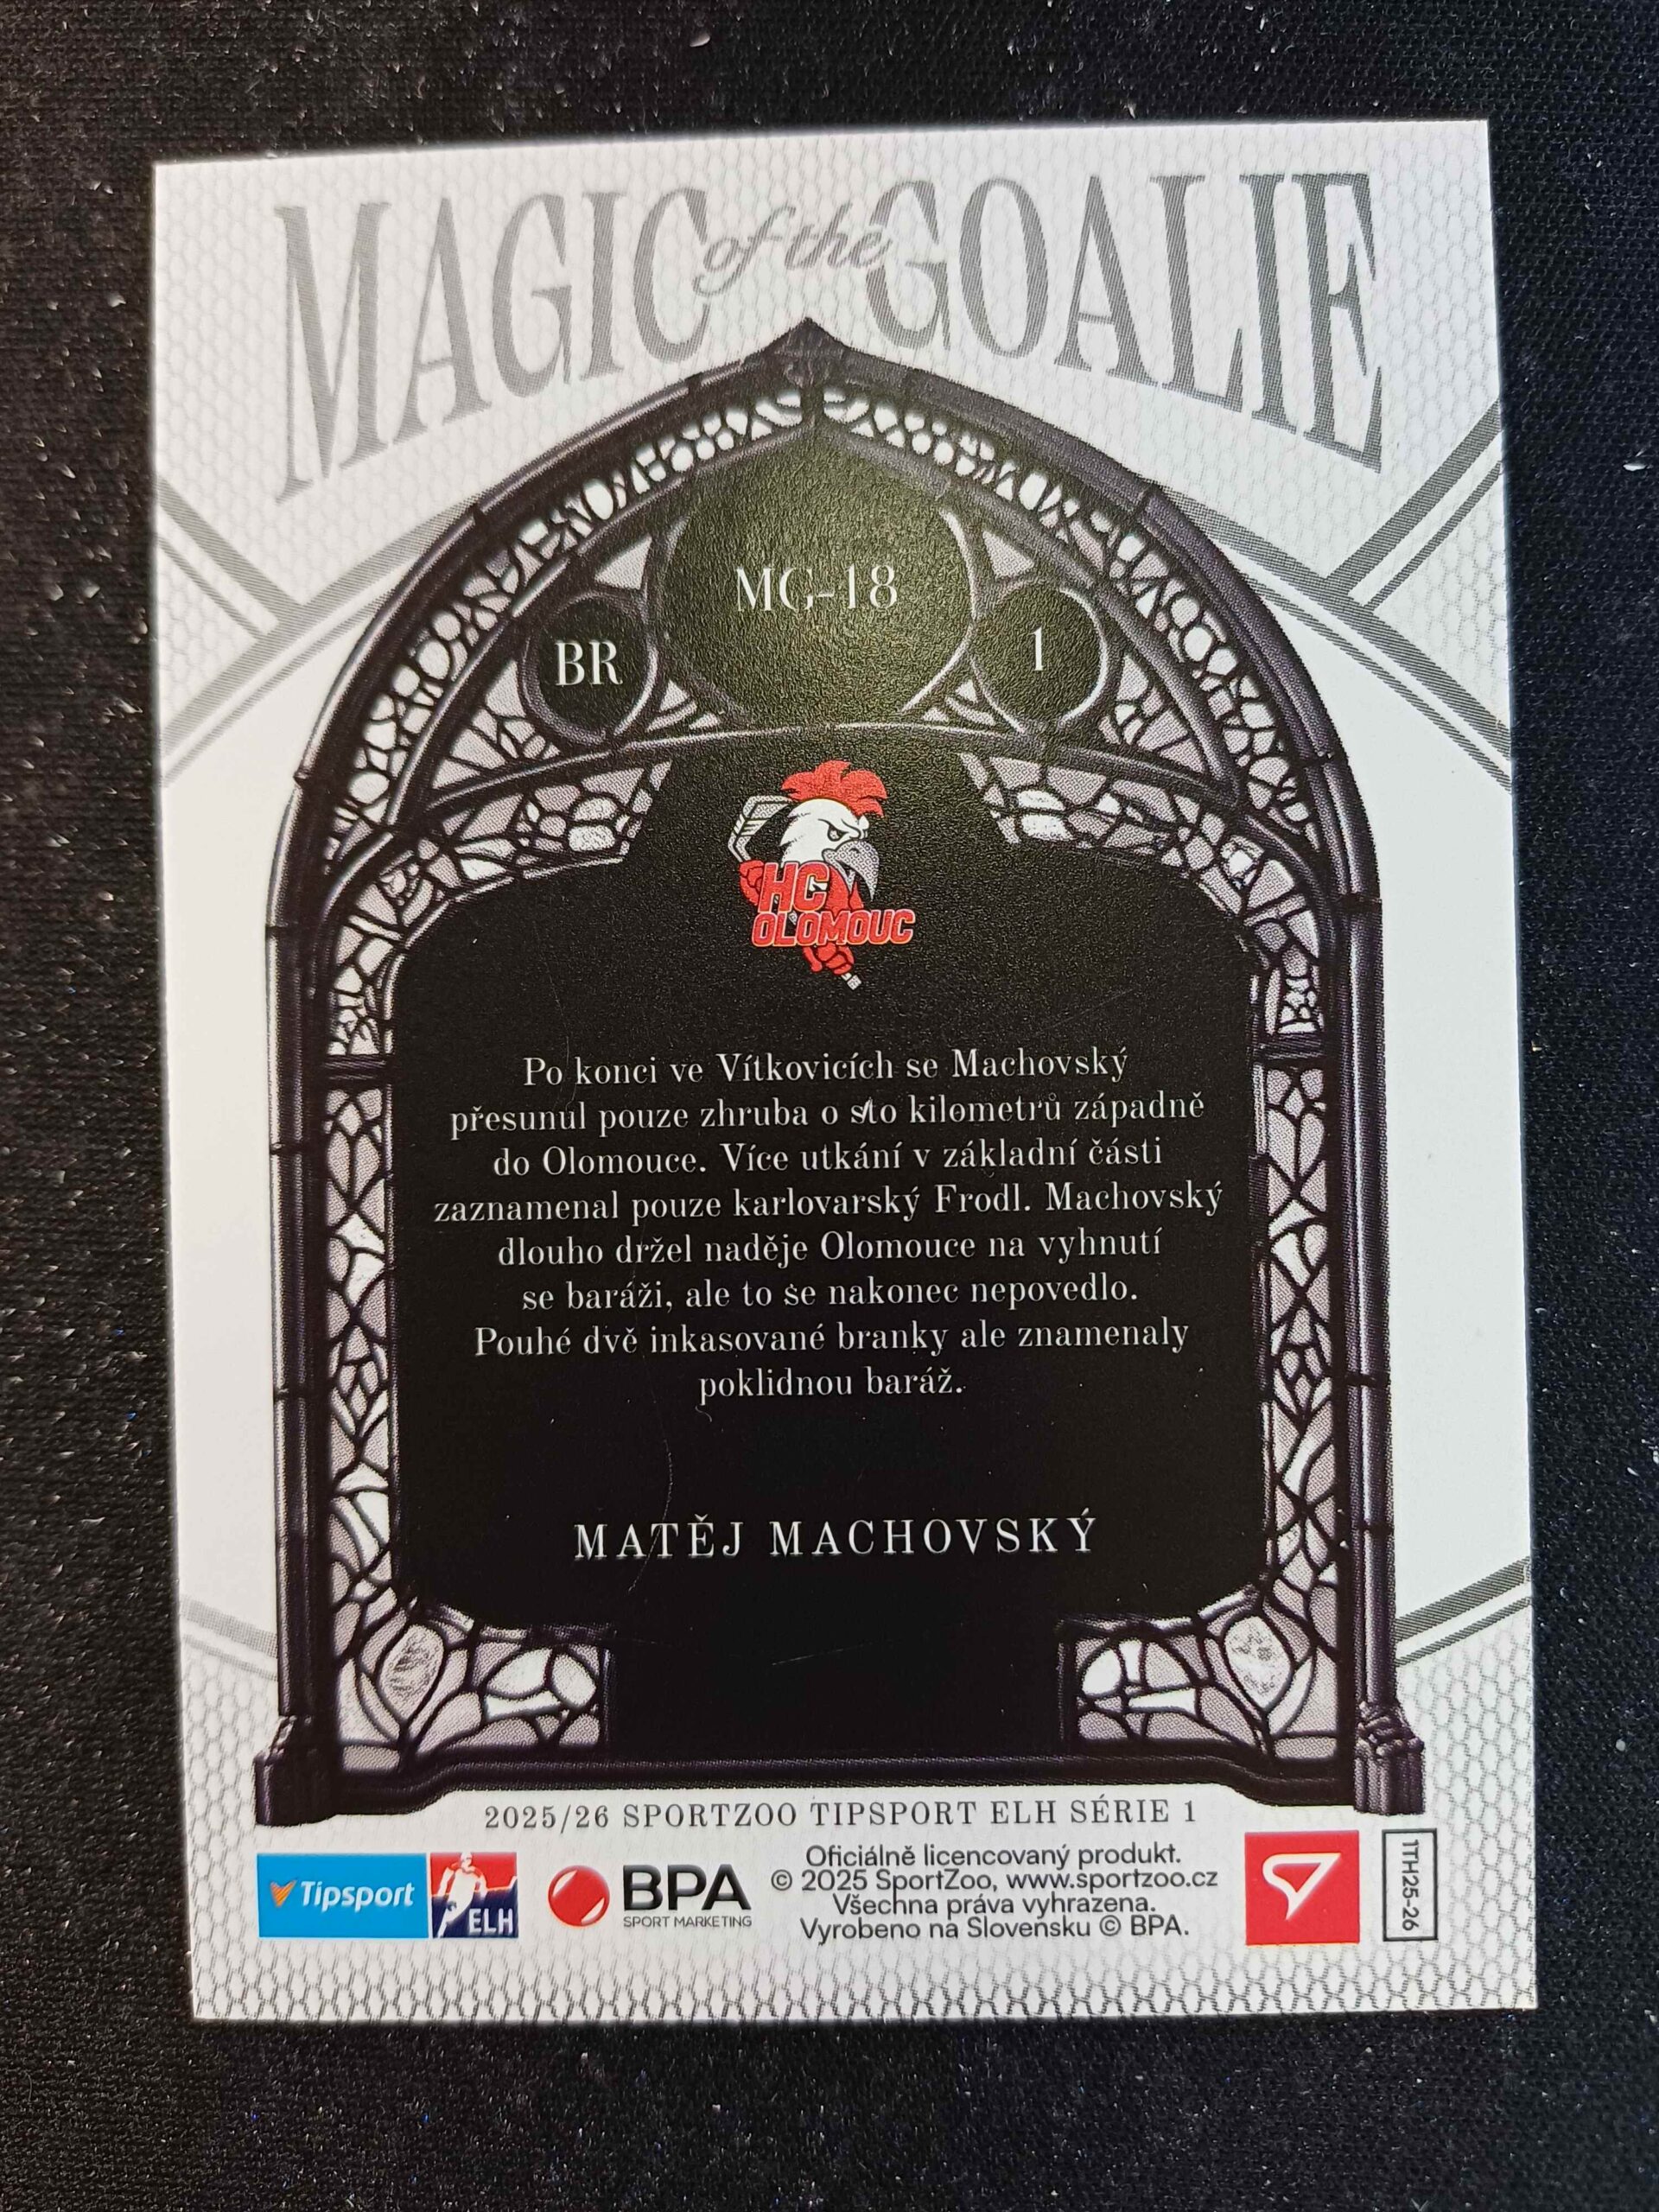 MAGIC of the GOALIE
MG-18
BR
1
HC
OLOMOUC
Po konci ve Vítkovicích se Machovský
přesunul pouze zhruba o sto kilometrů západně
do Olomouce. Více utkání v základní části
zaznamenal pouze karlovarský Frodl. Machovský
dlouho držel naděje Olomouce na vyhnutí
se baráži, ale to se nakonec nepovedlo.
Pouhé dvě inkasované branky ale znamenaly
poklidnou baráž.
MATĚJ MACHOVSKÝ
2025/26 SPORTZOO TIPSPORT ELH SÉRIE 1
Tipsport
ELH
BPA
SPORT MARKETING
Oficiálně licencovaný produkt.
© 2025 SportZoo, www.sportzoo.cz
Všechna práva vyhrazena.
Vyrobeno na Slovensku © BPA.
1TH25-26